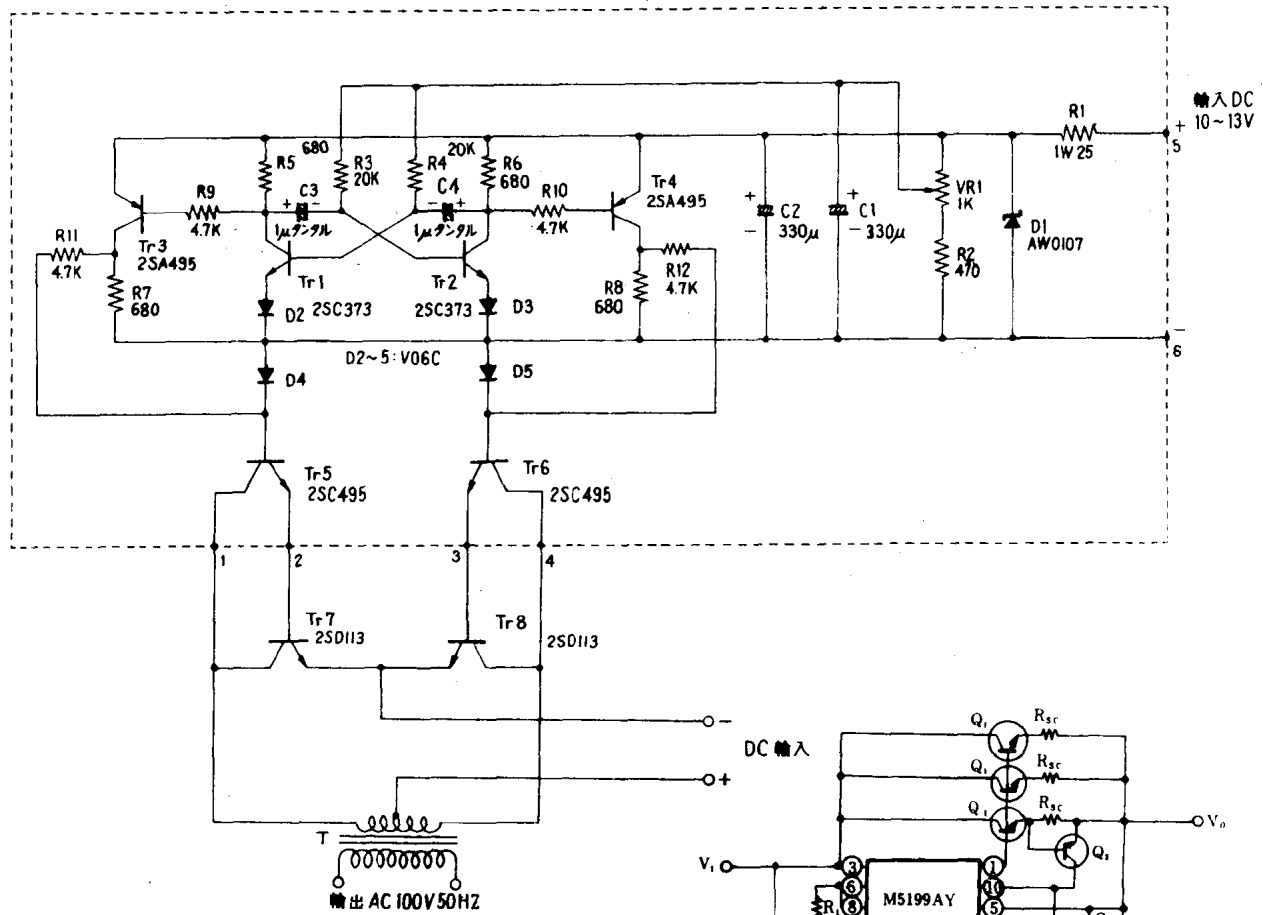 輸入DC
10~13V
R1
1W 25
+
5
680
R5
R3
20K
20K
R4
R6
680
C3
+ -
1μタンタル
C4
- +
1μタンタル
R9
4.7K
R10
4.7K
Tr4
2SA495
Tr3
2SA495
R11
4.7K
R7
680
Tr1
2SC373
Tr2
2SC373
D2
D3
R12
4.7K
R8
680
+
C2
330μ
-
+
C1
330μ
-
VR1
1K
R2
470
D1
AW0107
-
6
D2~5:V06C
D4
D5
Tr5
2SC495
Tr6
2SC495
1
2
3
4
Tr7
2SD113
Tr8
2SD113
-
DC 輸入
+
T
輸出 AC 100V 50HZ
Q₁
Rsc
Q₁
Rsc
Q₁
Rsc
V₀
Q₂
V₁
3
1
6
10
8
5
R₁
M5199AY